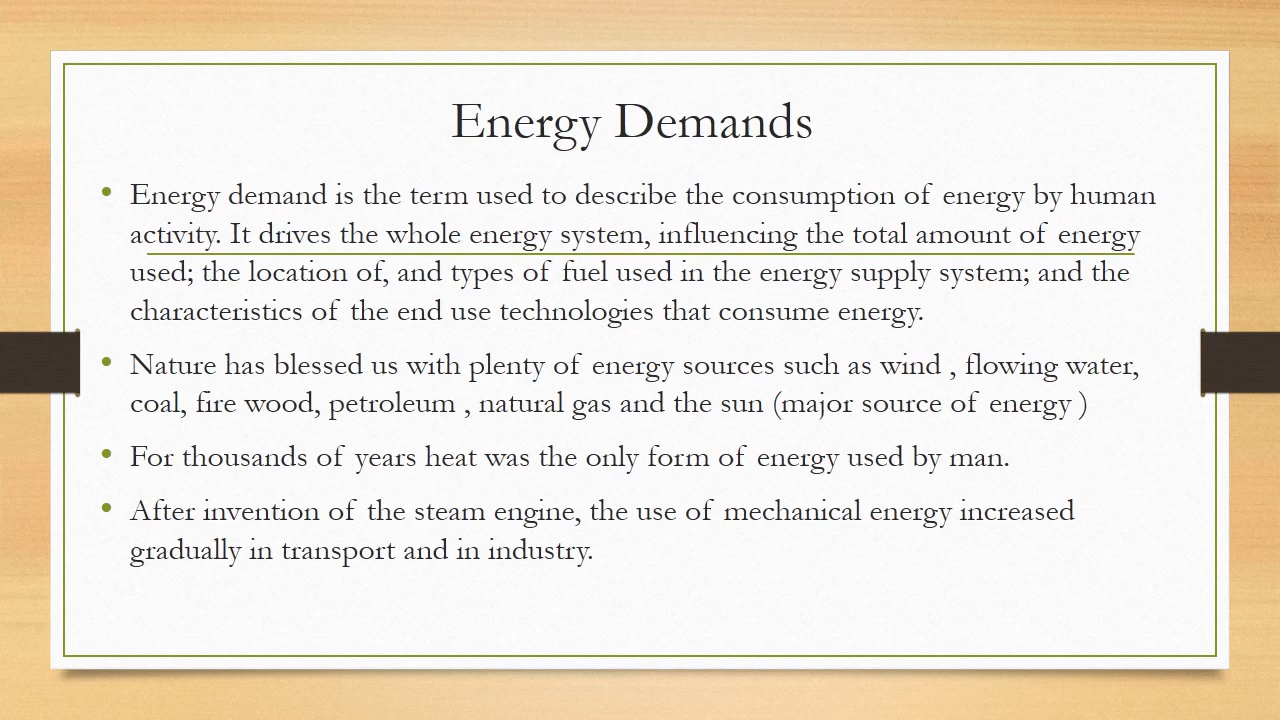 Energy Demands
• Energy demand is the term used to describe the consumption of energy by human
activity. It drives the whole energy system, influencing the total amount of energy
used; the location of, and types of fuel used in the energy supply system; and the
characteristics of the end use technologies that consume energy.
• Nature has blessed us with plenty of energy sources such as wind , flowing water,
coal, fire wood, petroleum , natural gas and the sun (major source of energy )
• For thousands of years heat was the only form of energy used by man.
• After invention of the steam engine, the use of mechanical energy increased
gradually in transport and in industry.